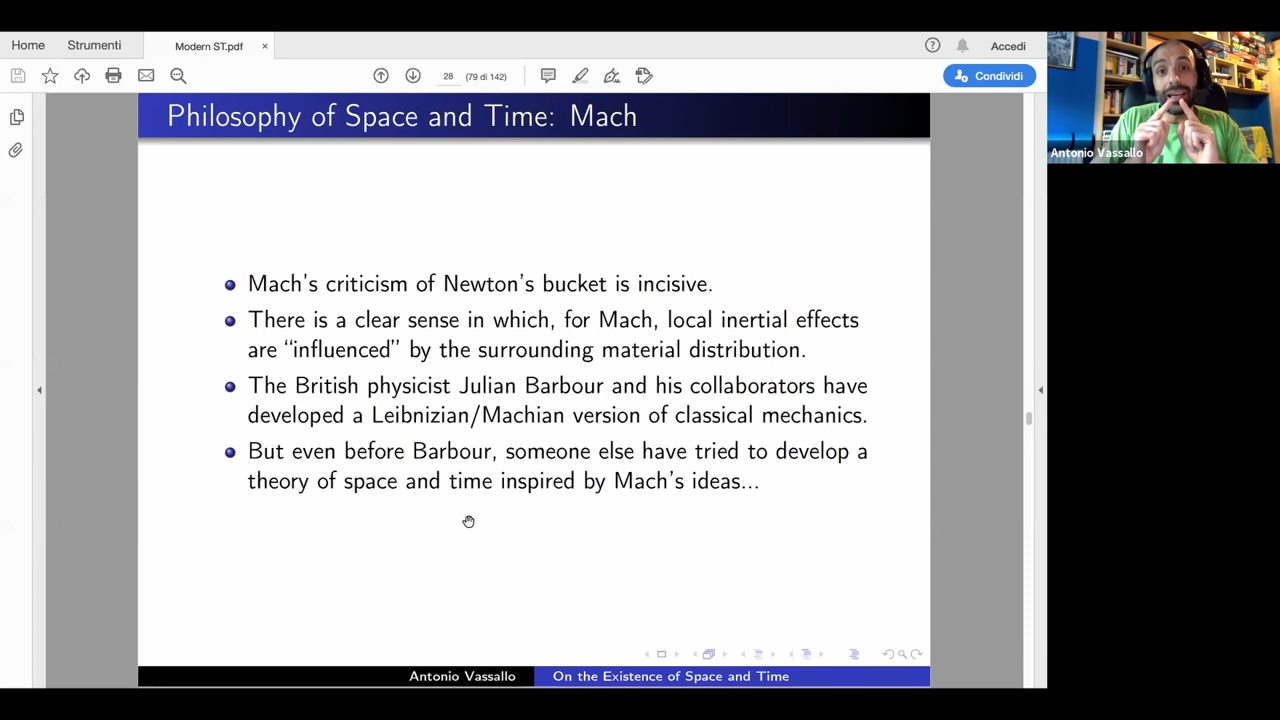 Home
Strumenti
Modern ST.pdf
×
Accedi
28
(79 di 142)
Condividi
Philosophy of Space and Time: Mach
Antonio Vassallo
Mach's criticism of Newton's bucket is incisive.
There is a clear sense in which, for Mach, local inertial effects
are “influenced” by the surrounding material distribution.
The British physicist Julian Barbour and his collaborators have
developed a Leibnizian/Machian version of classical mechanics.
But even before Barbour, someone else have tried to develop a
theory of space and time inspired by Mach's ideas...
Antonio Vassallo
On the Existence of Space and Time